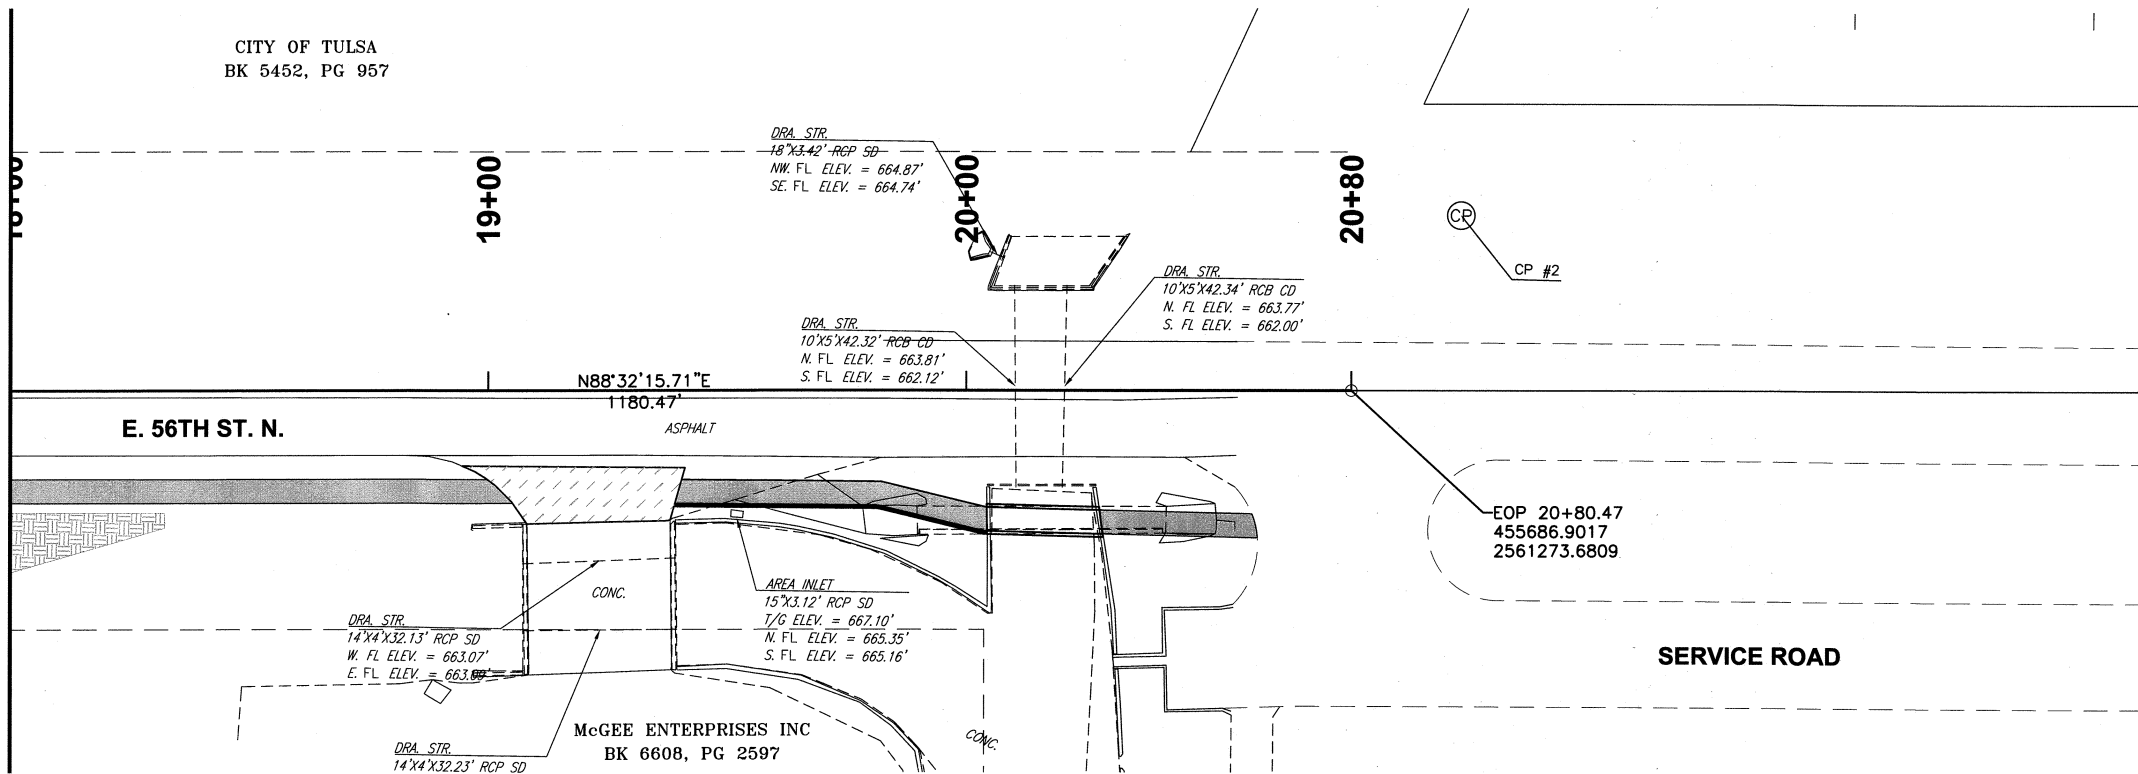 CITY OF TULSA
BK 5452, PG 957
DRA. STR.
18"X3.42' RCP SD
NW. FL ELEV. = 664.87'
SE. FL ELEV. = 664.74'
19+00
20+00
20+80
CP
CP #2
DRA. STR.
10'X5'X42.34' RCB CD
N. FL ELEV. = 663.77'
S. FL ELEV. = 662.00'
DRA. STR.
10'X5'X42.32' RCB CD
N. FL ELEV. = 663.81'
S. FL ELEV. = 662.12'
N88°32'15.71"E
1180.47'
E. 56TH ST. N.
ASPHALT
EOP 20+80.47
455686.9017
2561273.6809
CONC.
AREA INLET
15"X3.12' RCP SD
T/G ELEV. = 667.10'
N. FL ELEV. = 665.35'
S. FL ELEV. = 665.16'
DRA. STR.
14'X4'X32.13' RCP SD
W. FL ELEV. = 663.07'
E. FL ELEV. =
SERVICE ROAD
McGEE ENTERPRISES INC
BK 6608, PG 2597
CONC.
DRA. STR.
14'X4'X32.23' RCP SD